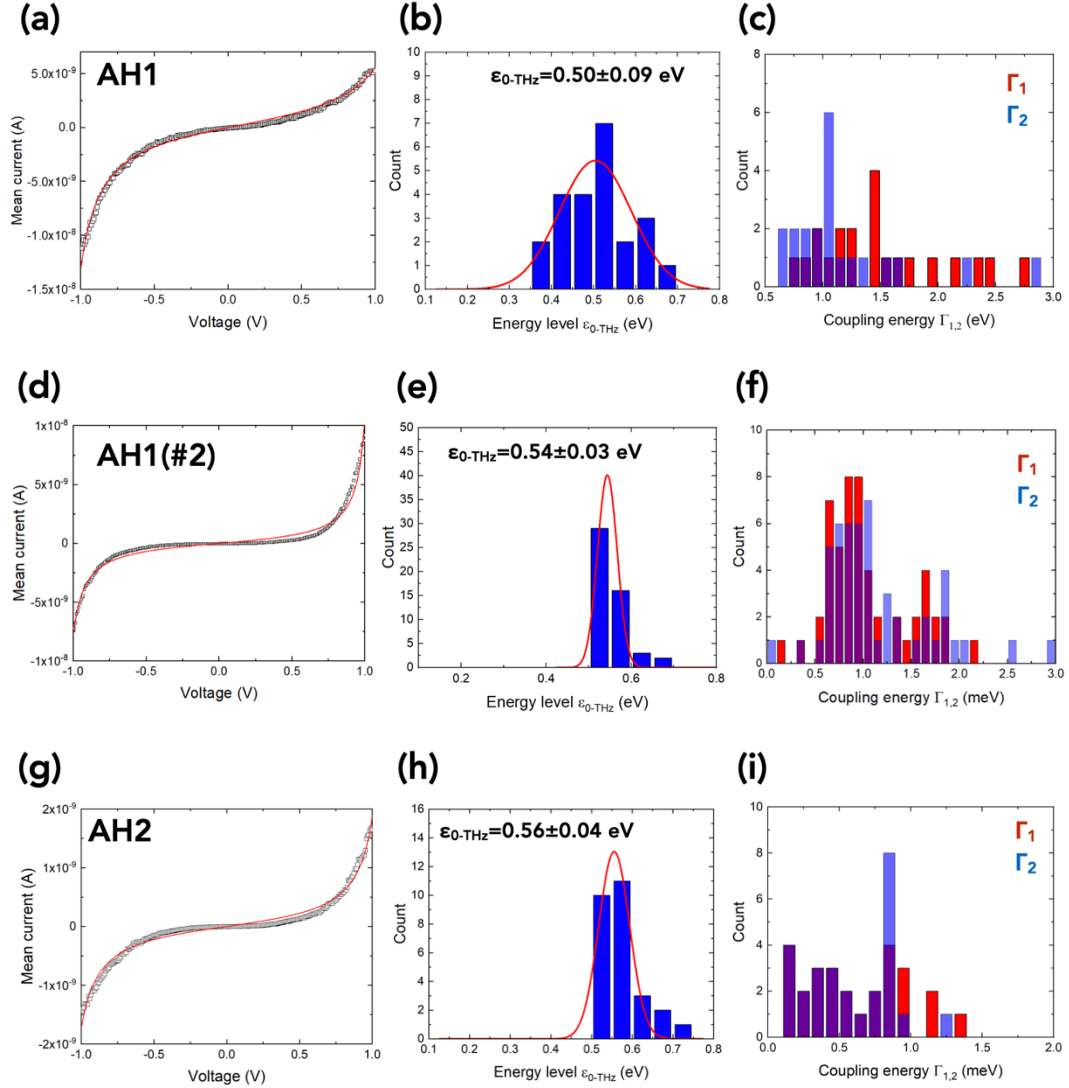 (a)
AH1
5.0x10⁻⁹
0.0
-5.0x10⁻⁹
-1.0x10⁻⁸
-1.5x10⁻⁸
-1.0 -0.5 0.0 0.5 1.0
Mean current (A)
Voltage (V)
(b)
ε₀₋THz=0.50±0.09 eV
10
9
8
7
6
5
4
3
2
1
0
0.1 0.2 0.3 0.4 0.5 0.6 0.7 0.8
Count
Energy level ε₀₋THz (eV)
(c)
Γ₁
Γ₂
8
6
4
2
0
0.5 1.0 1.5 2.0 2.5 3.0
Count
Coupling energy Γ₁,₂ (eV)
(d)
AH1(#2)
1x10⁻⁸
5x10⁻⁹
0
-5x10⁻⁹
-1x10⁻⁸
-1.0 -0.5 0.0 0.5 1.0
Mean current (A)
Voltage (V)
(e)
ε₀₋THz=0.54±0.03 eV
50
45
40
35
30
25
20
15
10
5
0
0.2 0.4 0.6 0.8
Count
Energy level ε₀₋THz (eV)
(f)
Γ₁
Γ₂
10
8
6
4
2
0
0.0 0.5 1.0 1.5 2.0 2.5 3.0
Count
Coupling energy Γ₁,₂ (meV)
(g)
AH2
2x10⁻⁹
1x10⁻⁹
0
-1x10⁻⁹
-2x10⁻⁹
-1.0 -0.5 0.0 0.5 1.0
Mean current (A)
Voltage (V)
(h)
ε₀₋THz=0.56±0.04 eV
16
14
12
10
8
6
4
2
0
0.1 0.2 0.3 0.4 0.5 0.6 0.7 0.8
Count
Energy level ε₀₋THz (eV)
(i)
Γ₁
Γ₂
10
8
6
4
2
0
0.0 0.5 1.0 1.5 2.0
Count
Coupling energy Γ₁,₂ (meV)